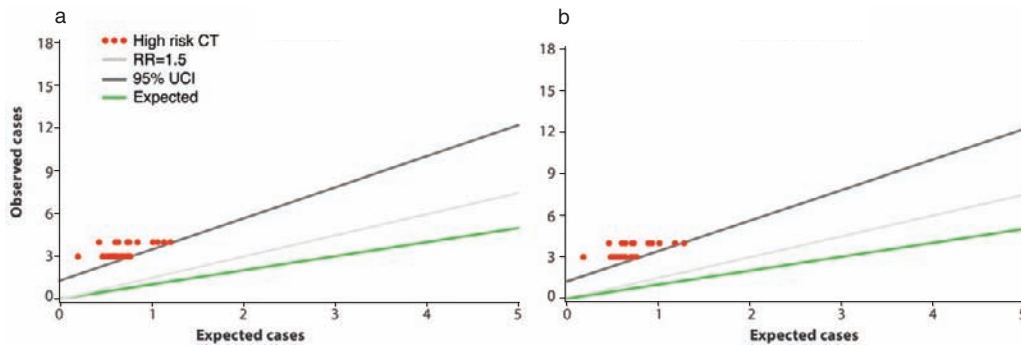 a
18
15
12
9
6
3
0
Observed cases
High risk CT
RR=1.5
95% UCI
Expected
0 1 2 3 4 5
Expected cases
b
18
15
12
9
6
3
0
0 1 2 3 4 5
Expected cases